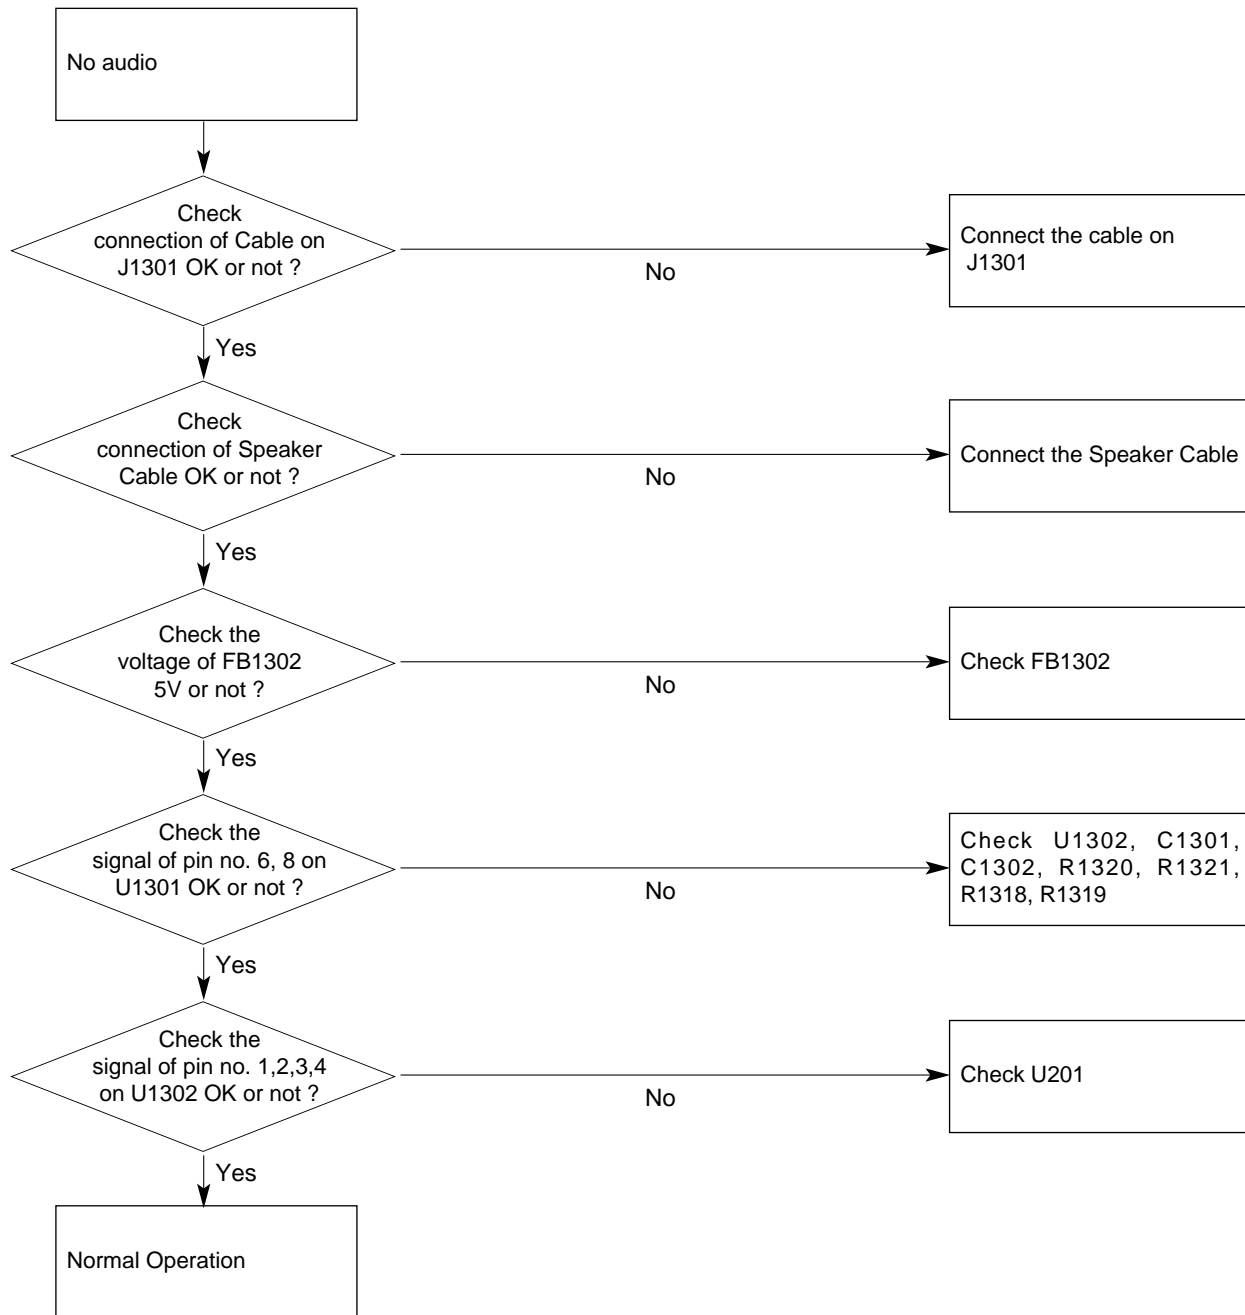 No audio
Check
connection of Cable on
J1301 OK or not ?
No
Connect the cable on
J1301
Yes
Check
connection of Speaker
Cable OK or not ?
No
Connect the Speaker Cable
Yes
Check the
voltage of FB1302
5V or not ?
No
Check FB1302
Yes
Check the
signal of pin no. 6, 8 on
U1301 OK or not ?
No
Check U1302, C1301,
C1302, R1320, R1321,
R1318, R1319
Yes
Check the
signal of pin no. 1,2,3,4
on U1302 OK or not ?
No
Check U201
Yes
Normal Operation